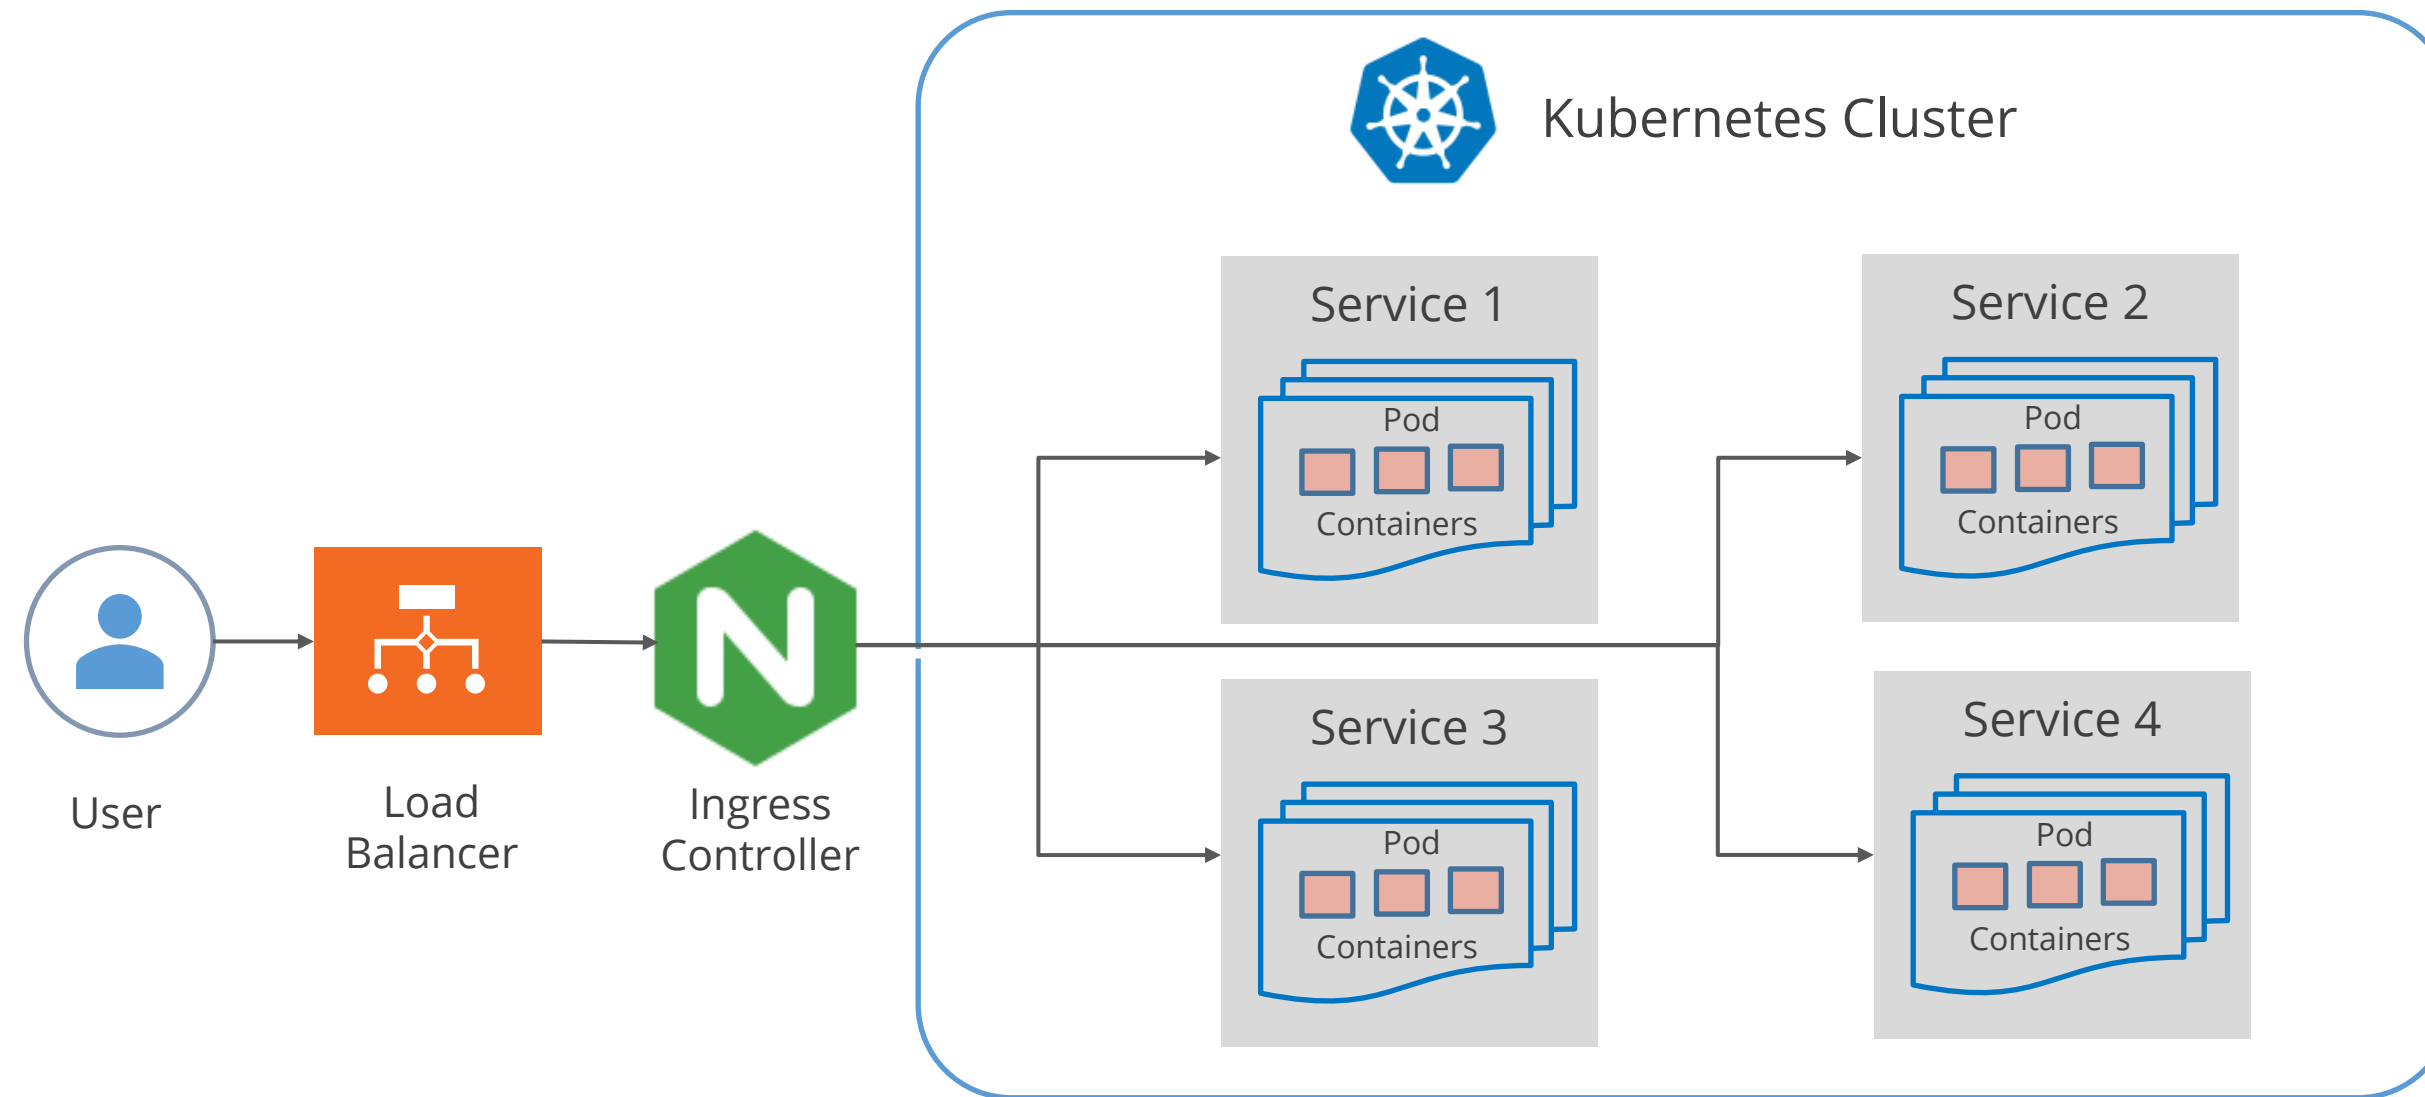 Kubernetes Cluster
Service 1
Pod
Containers
Service 2
Pod
Containers
User
Load
Balancer
Ingress
Controller
Service 3
Pod
Containers
Service 4
Pod
Containers